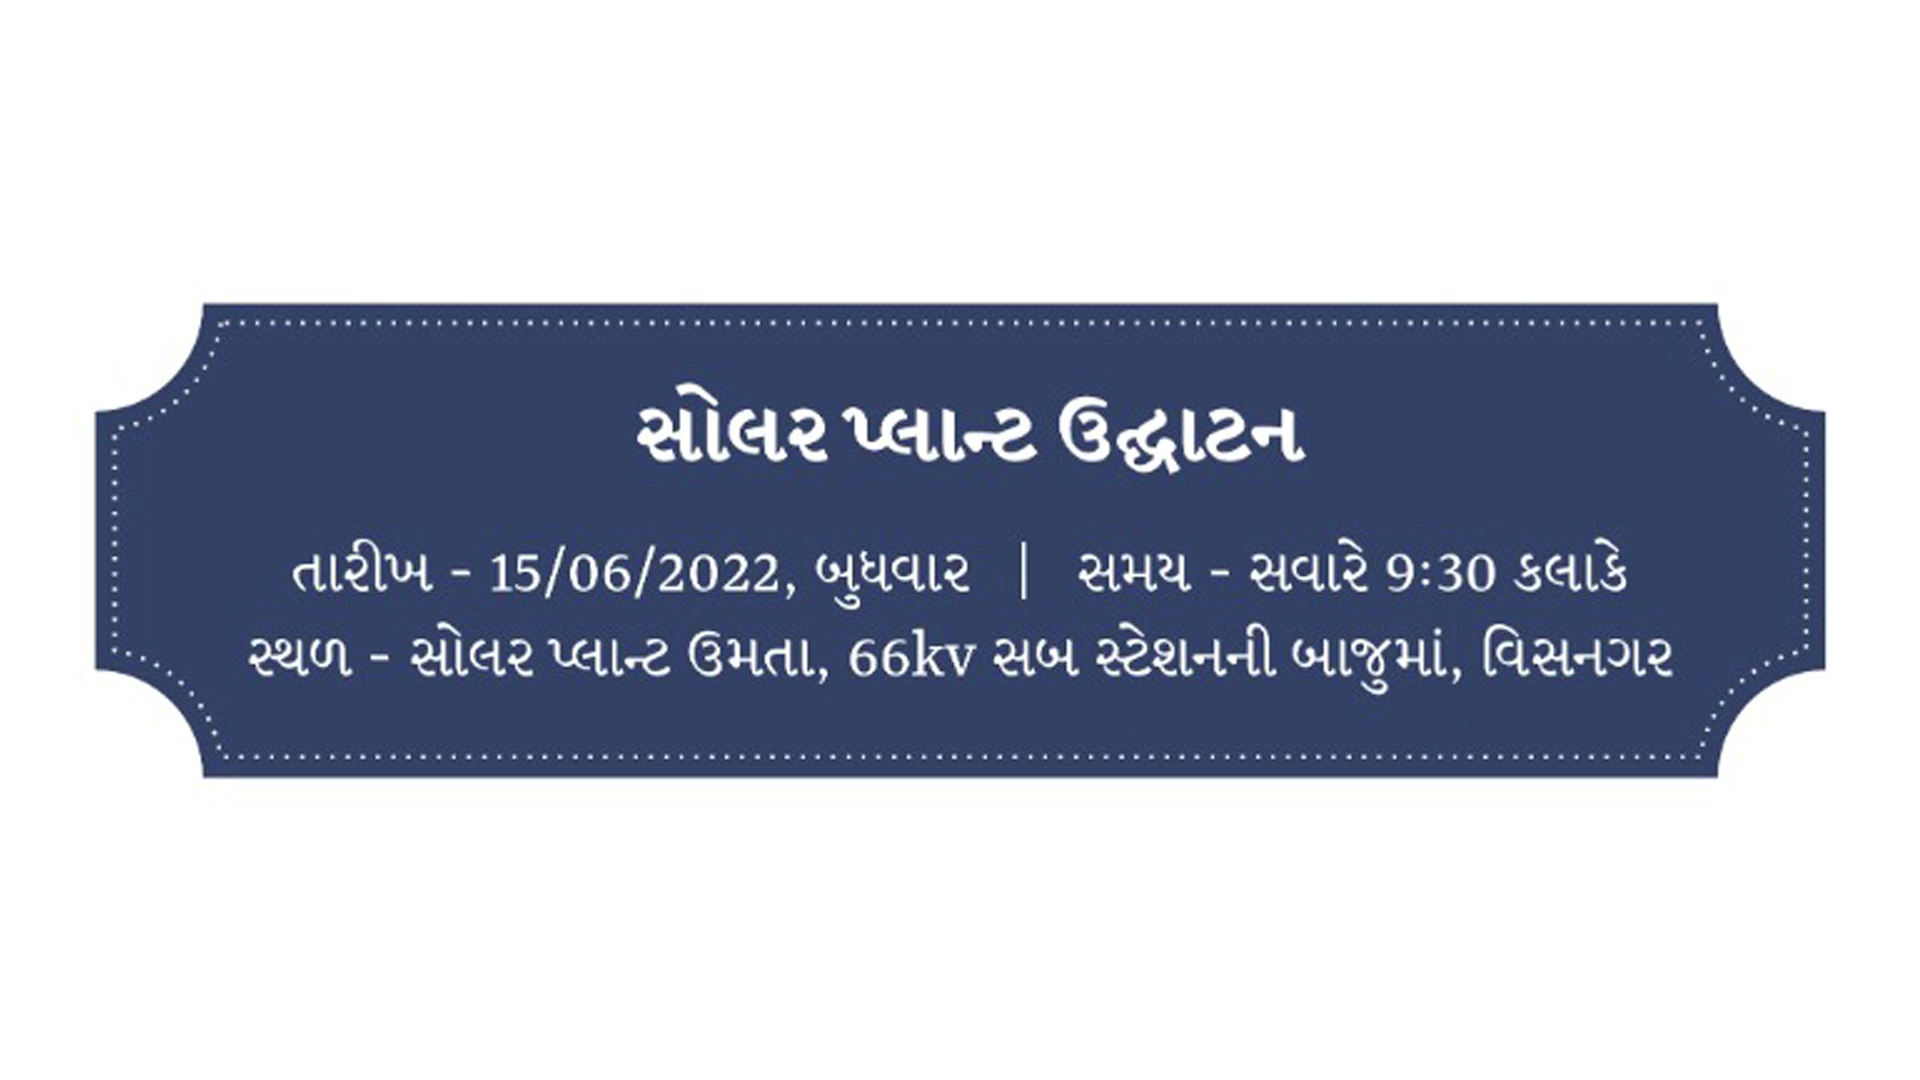 સોલર પ્લાન્ટ ઉદ્ઘાટન
તારીખ - 15/06/2022, બુધવાર | સમય - સવારે 9:30 કલાકે
સ્થળ - સોલર પ્લાન્ટ ઉમતા, 66kv સબ સ્ટેશનની બાજુમાં, વિસનગર